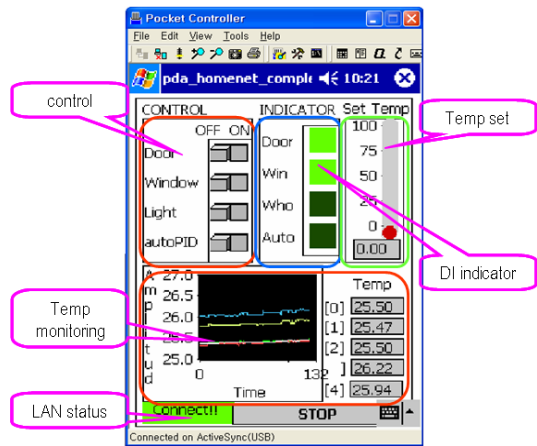 Pocket Controller
File Edit View Tools Help
pda_homenet_comple 10:21
control
CONTROL INDICATOR Set Temp
OFF ON
Door
Window
Light
autoPID
Door
Win
Who
Auto
100
75
50
25
0
0.00
Temp set
DI indicator
Temp monitoring
Amplitud
27.0
26.5
26.0
25.5
25.0
0 132
Time
Temp
[0] 25.50
[1] 25.47
[2] 25.50
] 26.22
[4] 25.94
LAN status
Connect!! STOP
Connected on ActiveSync(USB)